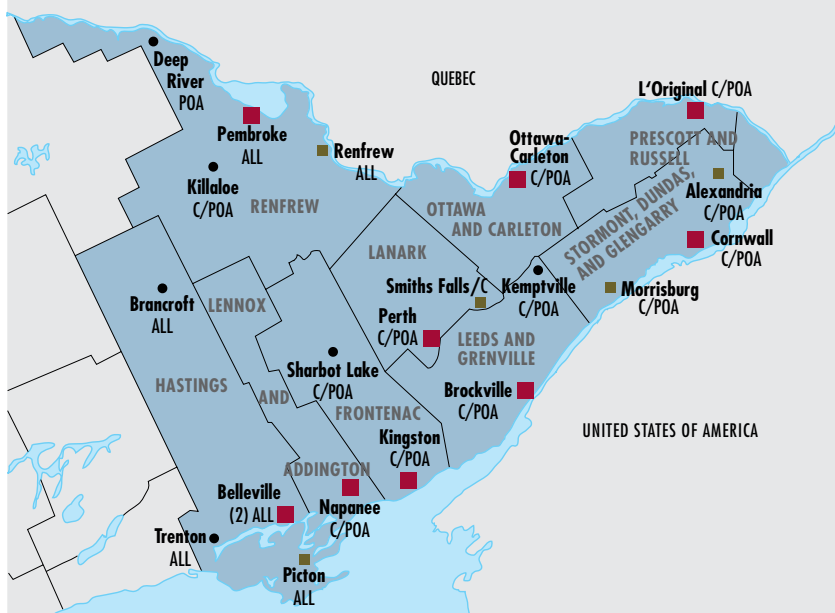 Deep
River
POA
QUEBEC
L'Original C/POA
Pembroke
ALL
Renfrew
ALL
Ottawa-
Carleton
C/POA
PRESCOTT AND
RUSSELL
Killaloe
C/POA
RENFREW
Alexandria
C/POA
OTTAWA
AND CARLETON
STORMONT, DUNDAS,
AND GLENGARRY
Cornwall
C/POA
LANARK
Brancroft
ALL
LENNOX
Smiths Falls/C
Kemptville
C/POA
Morrisburg
C/POA
Perth
C/POA
LEEDS AND
GRENVILLE
Sharbot Lake
C/POA
HASTINGS
AND
Brockville
C/POA
FRONTENAC
UNITED STATES OF AMERICA
Kingston
C/POA
ADDINGTON
Belleville
(2) ALL
Napanee
C/POA
Trenton
ALL
Picton
ALL